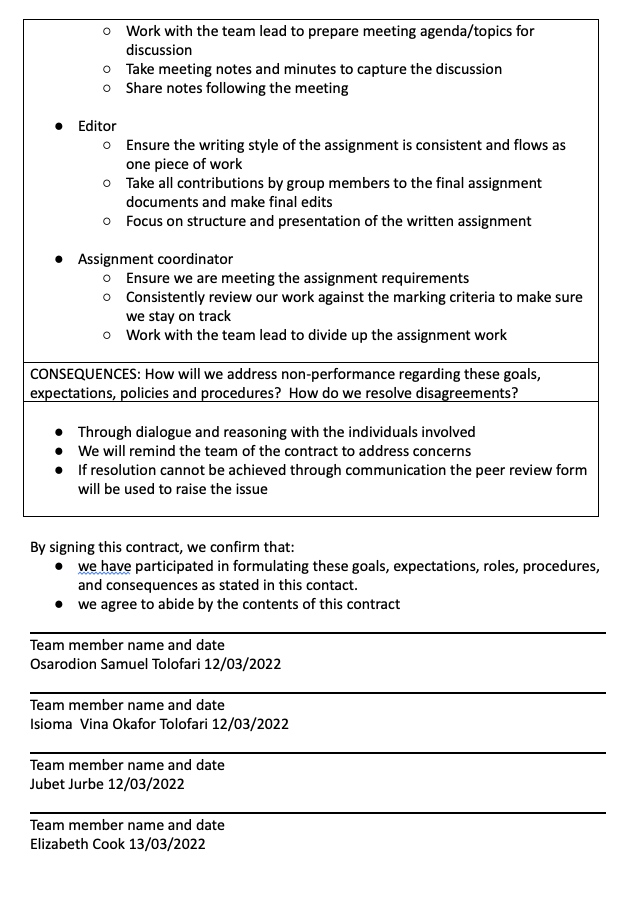 ○ Work with the team lead to prepare meeting agenda/topics for
discussion
○ Take meeting notes and minutes to capture the discussion
○ Share notes following the meeting
● Editor
○ Ensure the writing style of the assignment is consistent and flows as
one piece of work
○ Take all contributions by group members to the final assignment
documents and make final edits
○ Focus on structure and presentation of the written assignment
● Assignment coordinator
○ Ensure we are meeting the assignment requirements
○ Consistently review our work against the marking criteria to make sure
we stay on track
○ Work with the team lead to divide up the assignment work
CONSEQUENCES: How will we address non-performance regarding these goals,
expectations, policies and procedures?  How do we resolve disagreements?
● Through dialogue and reasoning with the individuals involved
● We will remind the team of the contract to address concerns
● If resolution cannot be achieved through communication the peer review form
will be used to raise the issue
By signing this contract, we confirm that:
● we have participated in formulating these goals, expectations, roles, procedures,
and consequences as stated in this contact.
● we agree to abide by the contents of this contract
Team member name and date
Osarodion Samuel Tolofari 12/03/2022
Team member name and date
Isioma  Vina Okafor Tolofari 12/03/2022
Team member name and date
Jubet Jurbe 12/03/2022
Team member name and date
Elizabeth Cook 13/03/2022